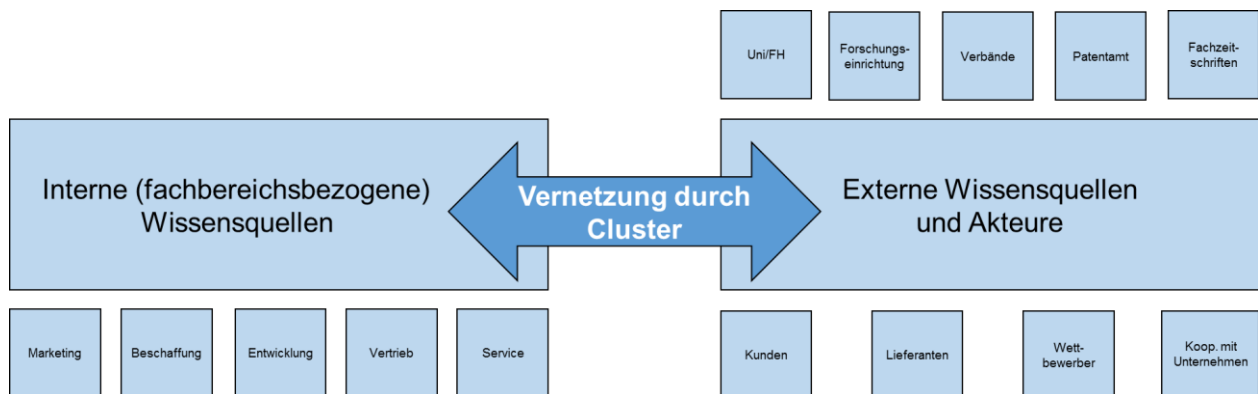 Uni/FH
Forschungs-
einrichtung
Verbände
Patentamt
Fachzeit-
schriften
Interne (fachbereichsbezogene)
Wissensquellen
Vernetzung durch
Cluster
Externe Wissensquellen
und Akteure
Marketing
Beschaffung
Entwicklung
Vertrieb
Service
Kunden
Lieferanten
Wett-
bewerber
Koop. mit
Unternehmen